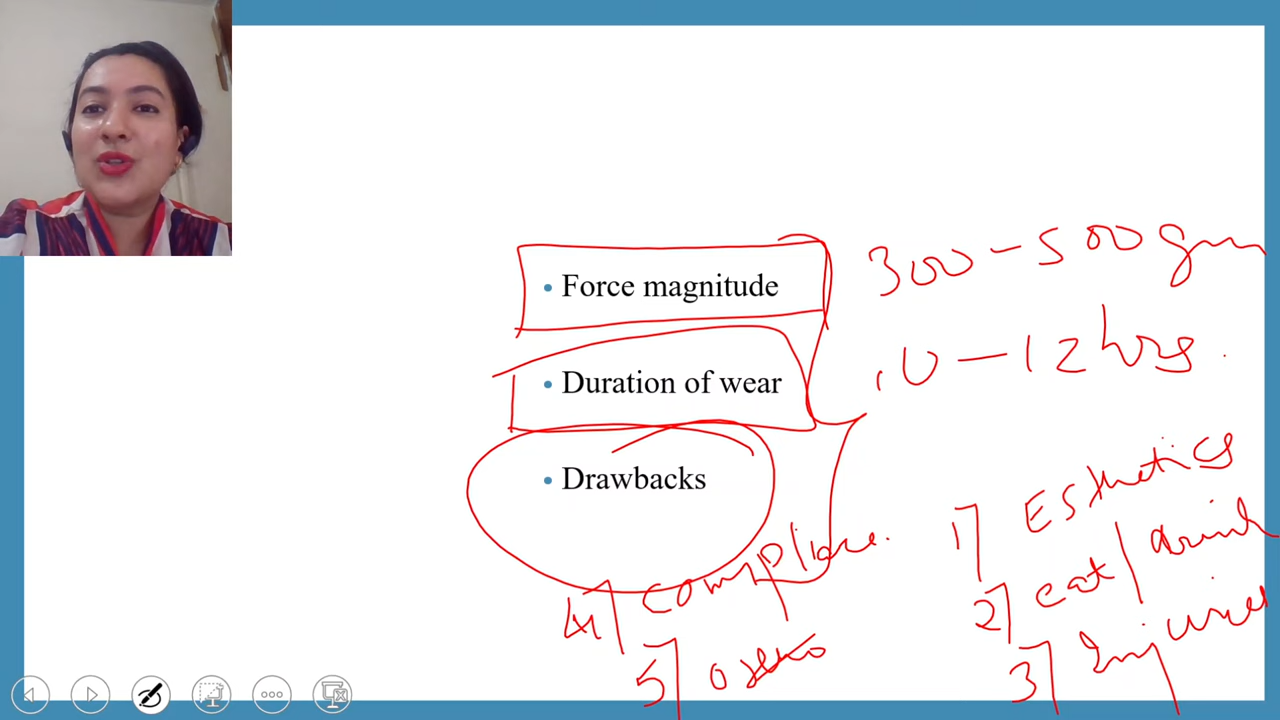 • Force magnitude
300-500 gm
• Duration of wear
10-12 hrs.
• Drawbacks
1] Esthetics
2] eat/drink
3] Injuries
4]
5]